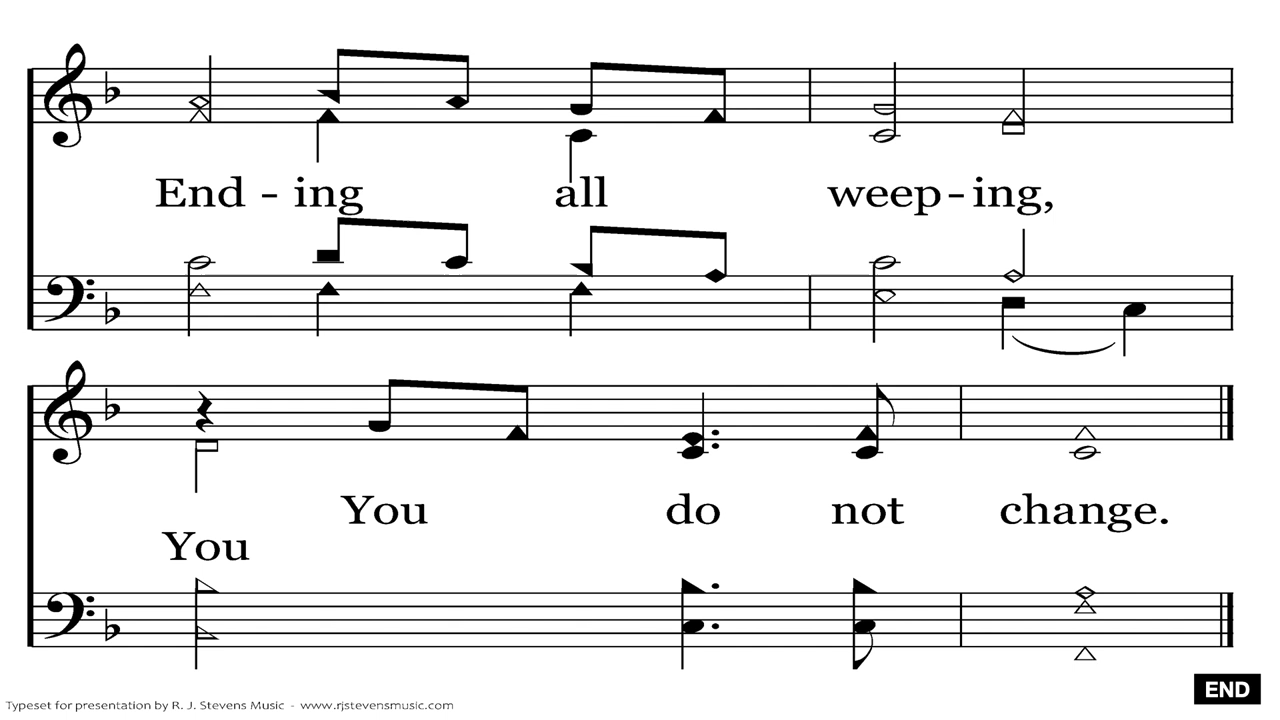 End - ing all weep - ing,
You do not change.
You
END
Typeset for presentation by R. J. Stevens Music - www.rjstevensmusic.com